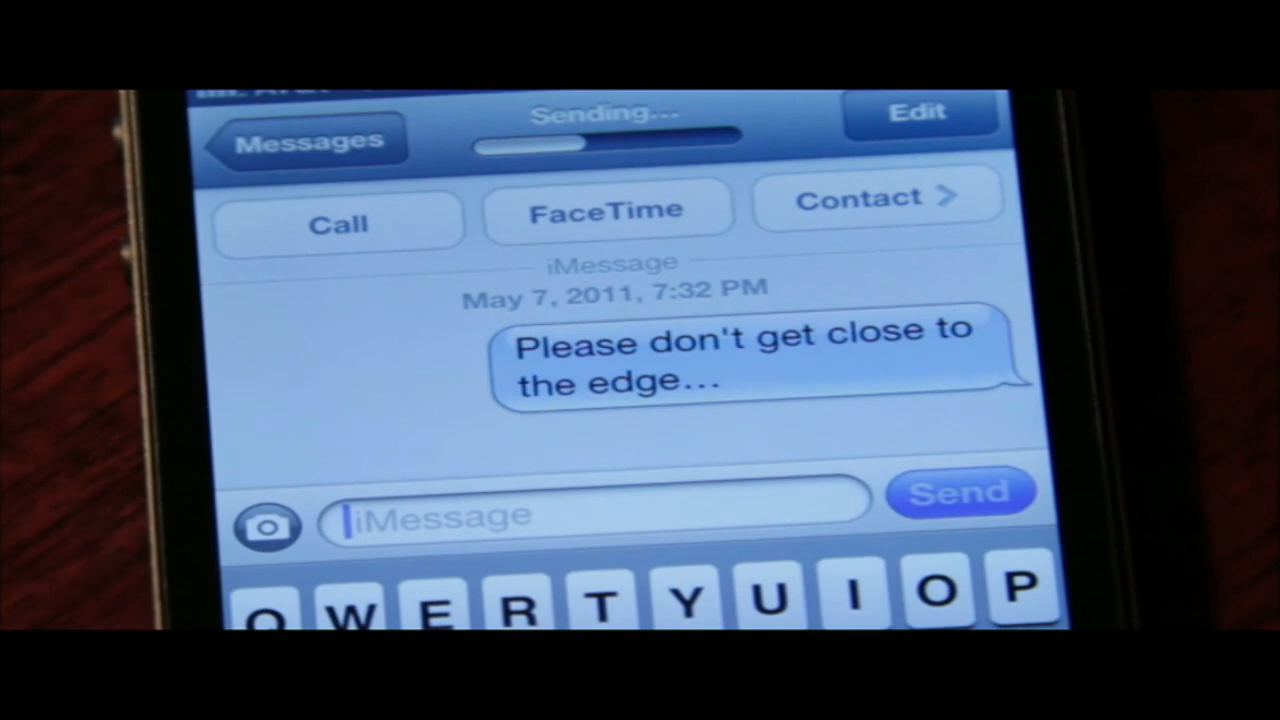 Sending...
Messages
Edit
Call
FaceTime
Contact
iMessage
May 7, 2011, 7:32 PM
Please don't get close to
the edge...
iMessage
Send
Q W E R T Y U I O P